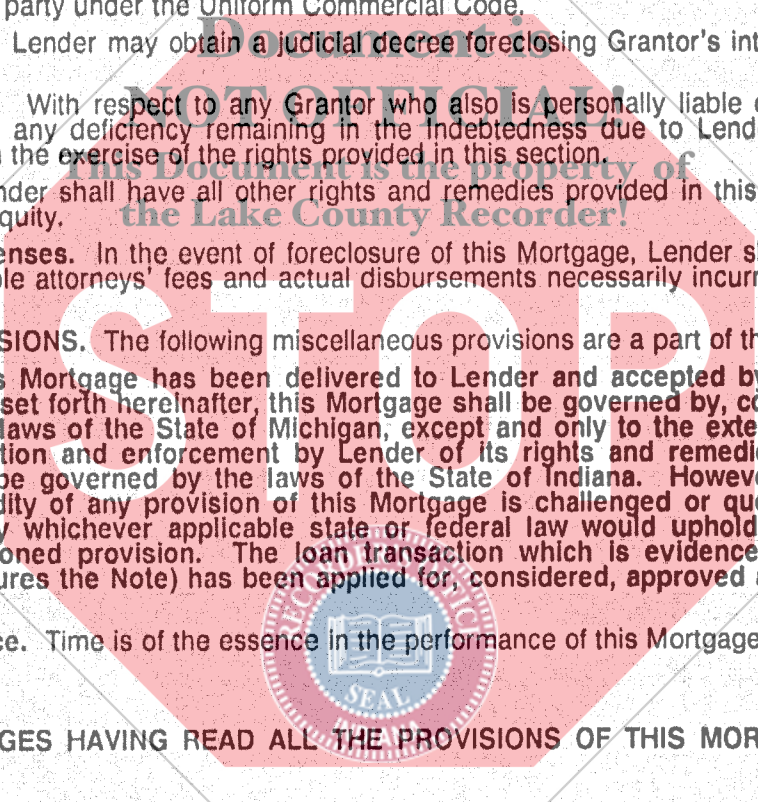 party under the Uniform Commercial Code.
Document is
Lender may obtain a judicial decree foreclosing Grantor's int
NOT OFFICIAL!
With respect to any Grantor who also is personally liable
any deficiency remaining in the Indebtedness due to Lend
the exercise of the rights provided in this section.
This Document is the property of
nder shall have all other rights and remedies provided in this
quity.
the Lake County Recorder!
enses. In the event of foreclosure of this Mortgage, Lender s
ble attorneys' fees and actual disbursements necessarily incurr
STOP
SIONS. The following miscellaneous provisions are a part of th
s Mortgage has been delivered to Lender and accepted by
set forth hereinafter, this Mortgage shall be governed by, co
laws of the State of Michigan, except and only to the exte
tion and enforcement by Lender of its rights and remedi
be governed by the laws of the State of Indiana. Howeve
dity of any provision of this Mortgage is challenged or que
y whichever applicable state or federal law would uphold
oned provision. The loan transaction which is evidence
ures the Note) has been applied for, considered, approved a
ce. Time is of the essence in the performance of this Mortgage
SEAL
INDIANA
GES HAVING READ ALL THE PROVISIONS OF THIS MOR